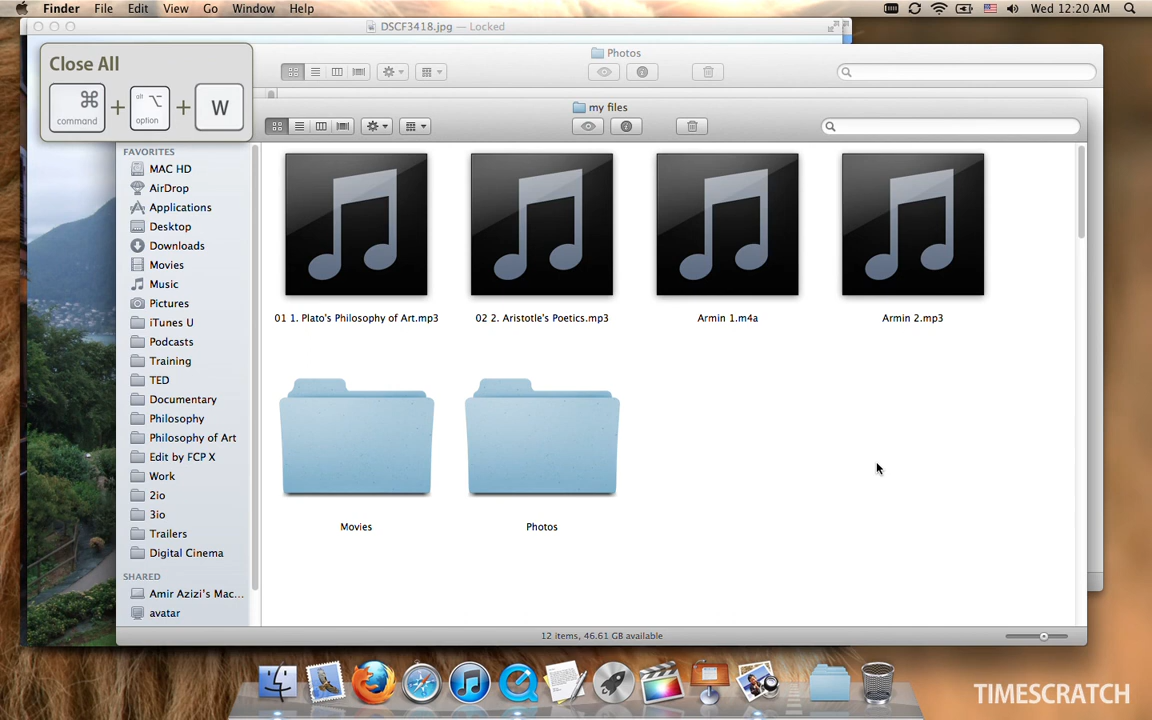 Finder File Edit View Go Window Help Wed 12:20 AM
DSCF3418.jpg — Locked
Photos
Close All
command + alt option + W
my files
FAVORITES
MAC HD
AirDrop
Applications
Desktop
Downloads
Movies
Music
Pictures
iTunes U
Podcasts
Training
TED
Documentary
Philosophy
Philosophy of Art
Edit by FCP X
Work
2io
3io
Trailers
Digital Cinema
SHARED
Amir Azizi's Mac...
avatar
01 1. Plato's Philosophy of Art.mp3
02 2. Aristotle's Poetics.mp3
Armin 1.m4a
Armin 2.mp3
Movies
Photos
12 items, 46.61 GB available
TIMESCRATCH